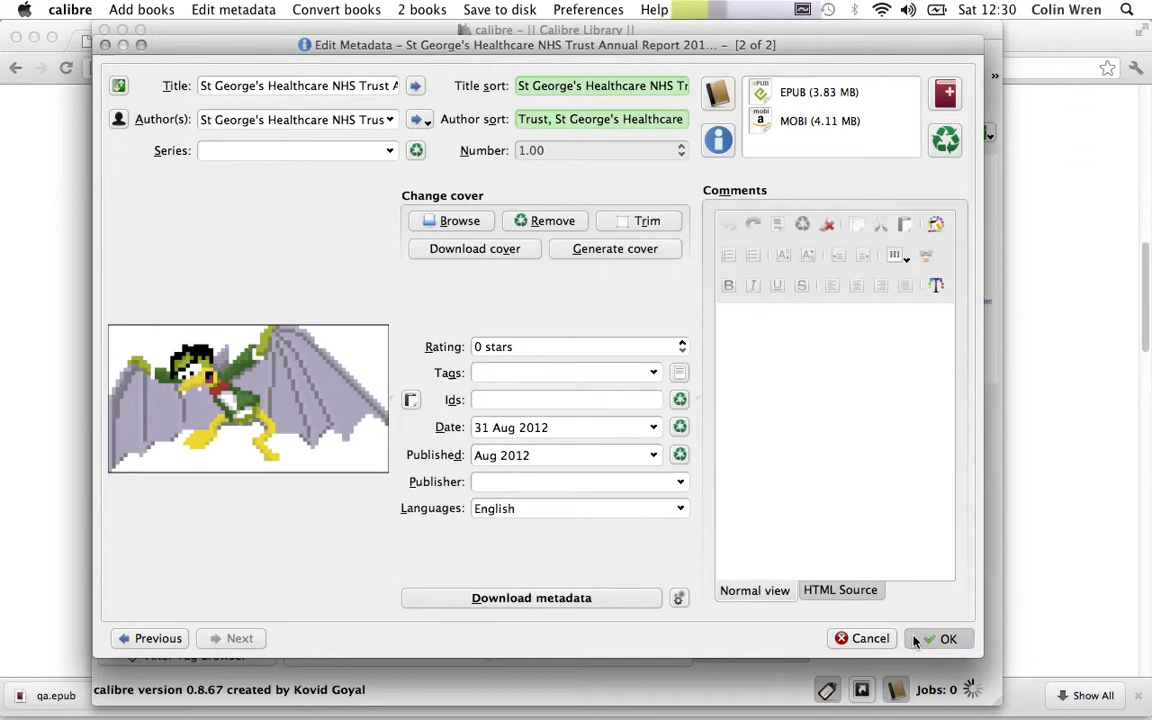 calibre Add books Edit metadata Convert books 2 books Save to disk Preferences Help Sat 12:30 Colin Wren
calibre - || Calibre Library ||
Edit Metadata - St George's Healthcare NHS Trust Annual Report 201... - [2 of 2]
Title: St George's Healthcare NHS Trust A Title sort: St George's Healthcare NHS Tr
Author(s): St George's Healthcare NHS Trus Author sort: Trust, St George's Healthcare
Series: Number: 1.00
EPUB (3.83 MB)
MOBI (4.11 MB)
Change cover
Browse Remove Trim
Download cover Generate cover
Comments
Rating: 0 stars
Tags:
Ids:
Date: 31 Aug 2012
Published: Aug 2012
Publisher:
Languages: English
Normal view HTML Source
Download metadata
Previous Next Cancel OK
calibre version 0.8.67 created by Kovid Goyal Jobs: 0
qa.epub Show All